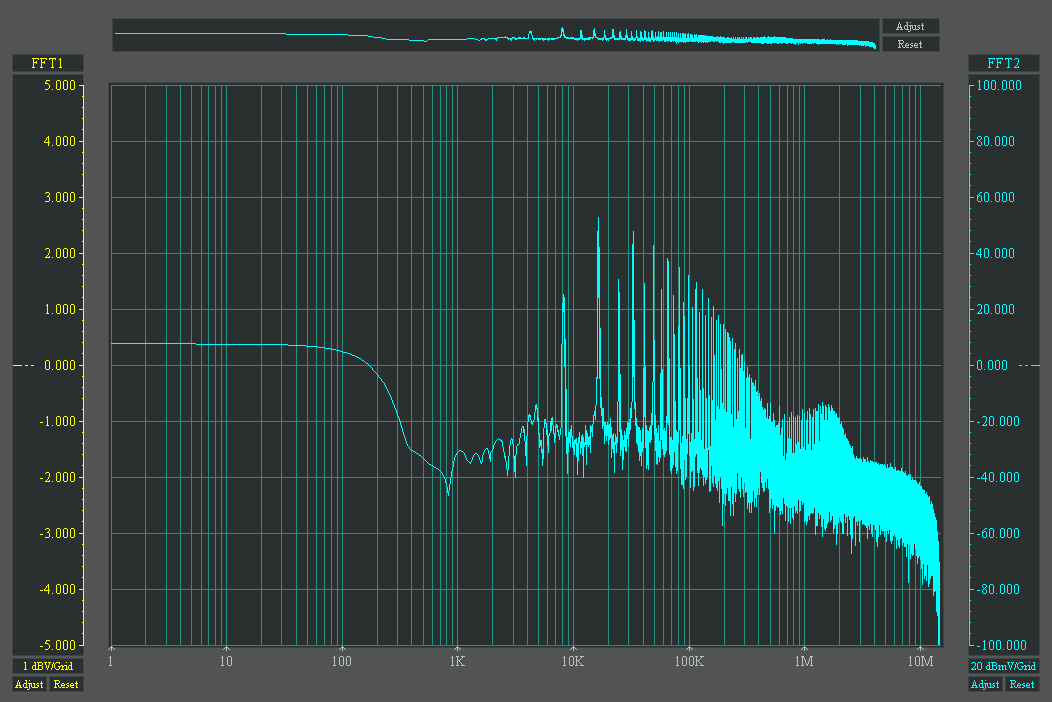 Adjust
Reset
FFT1 FFT2
5.000 100.000
4.000 80.000
3.000 60.000
2.000 40.000
1.000 20.000
0.000 0.000
-1.000 -20.000
-2.000 -40.000
-3.000 -60.000
-4.000 -80.000
-5.000 -100.000
1 10 100 1K 10K 100K 1M 10M
1 dBV/Grid 20 dBmV/Grid
Adjust Reset Adjust Reset